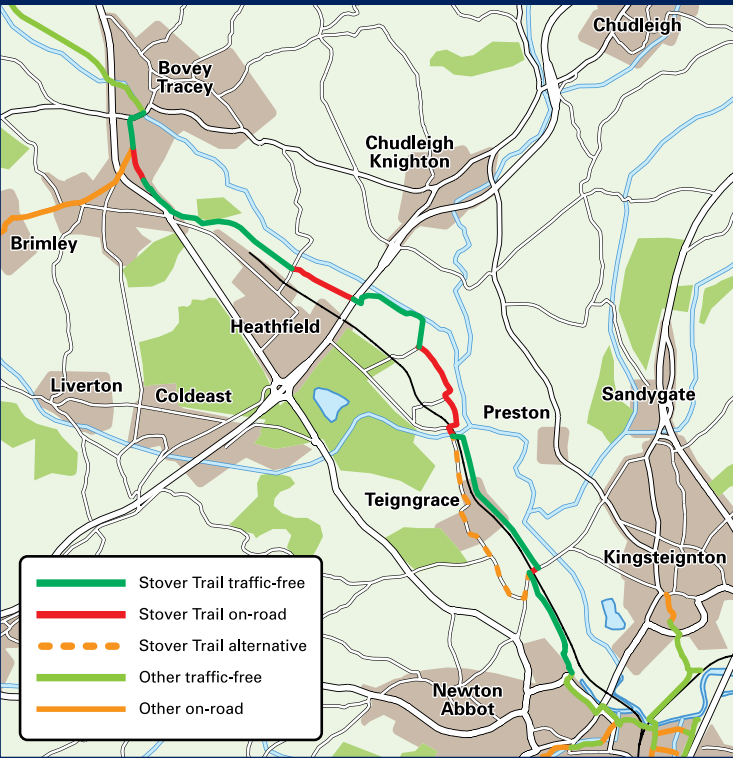 Chudleigh
Bovey
Tracey
Chudleigh
Knighton
Brimley
Heathfield
Liverton
Coldeast
Sandygate
Preston
Teigngrace
Kingsteignton
Newton
Abbot
Stover Trail traffic-free
Stover Trail on-road
Stover Trail alternative
Other traffic-free
Other on-road